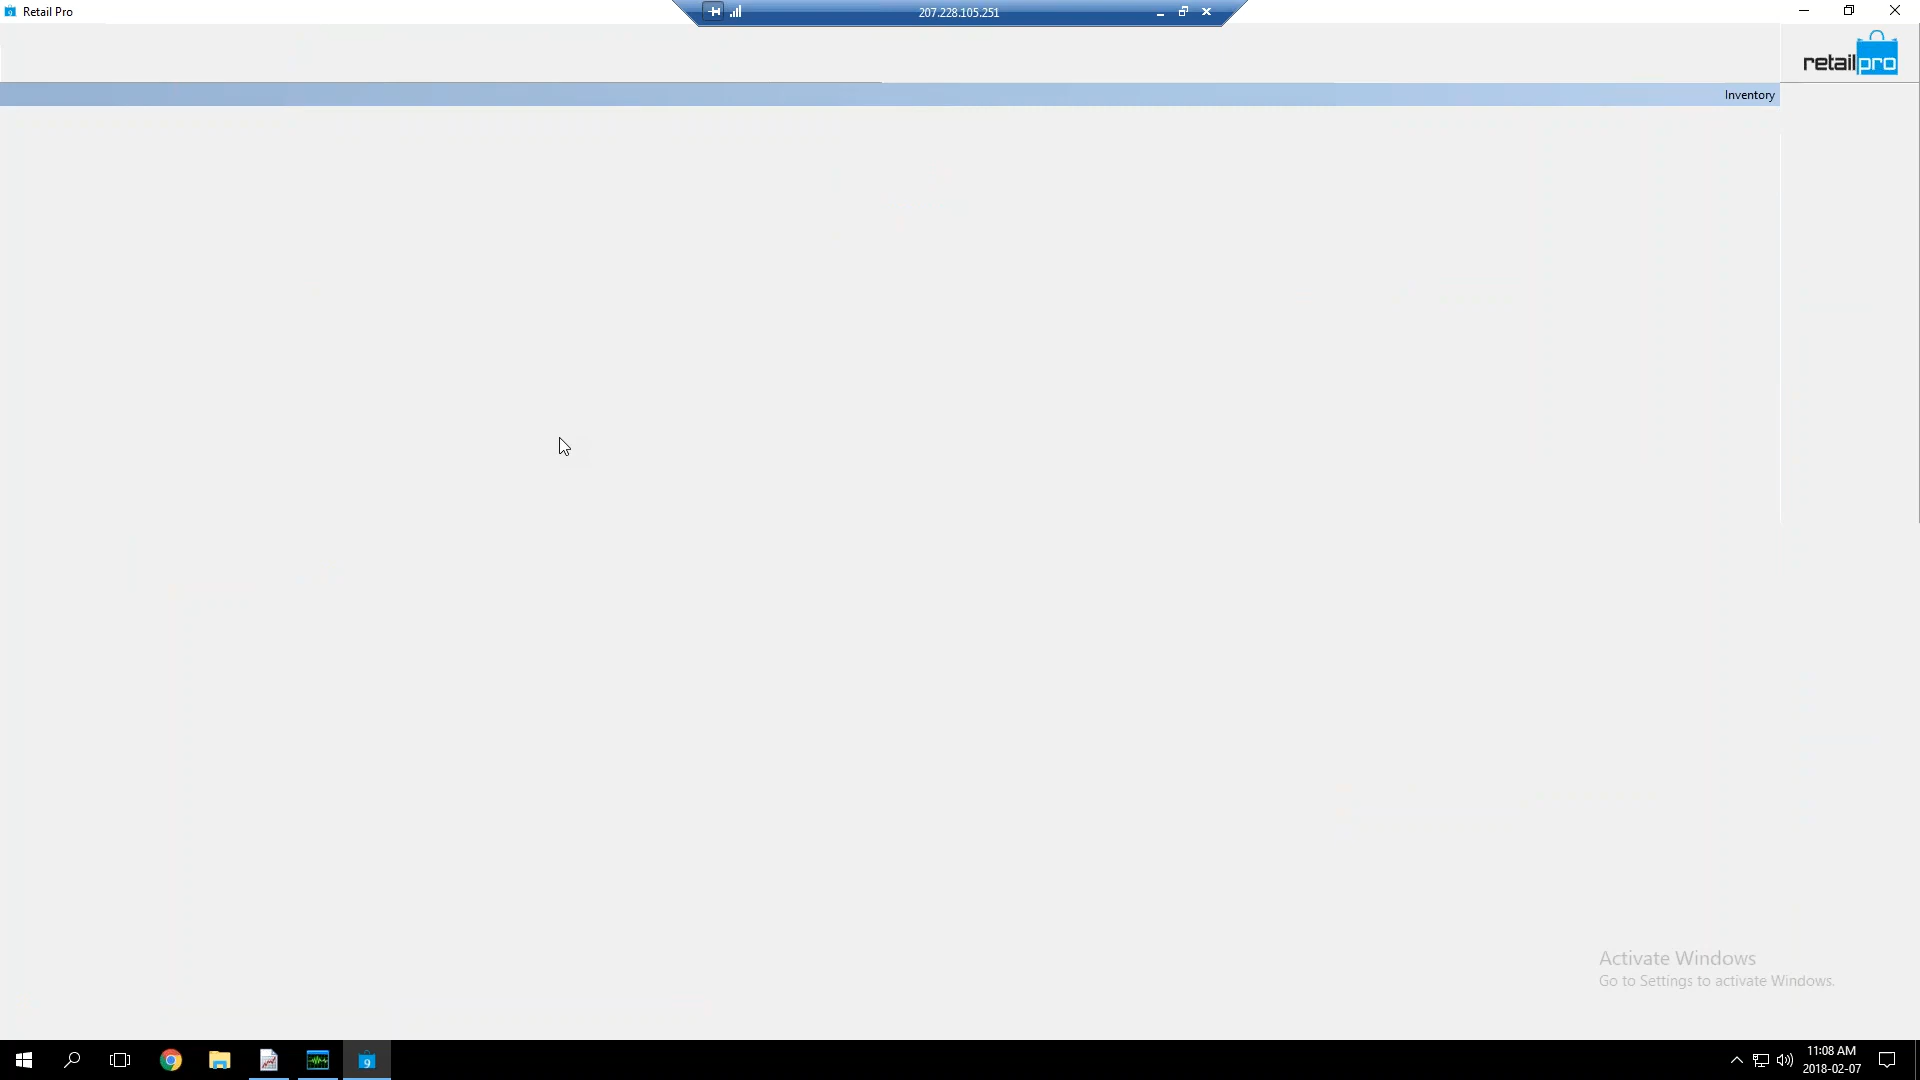 Retail Pro
207.228.105.251
retailpro
Inventory
Activate Windows
Go to Settings to activate Windows.
9
11:08 AM
2018-02-07